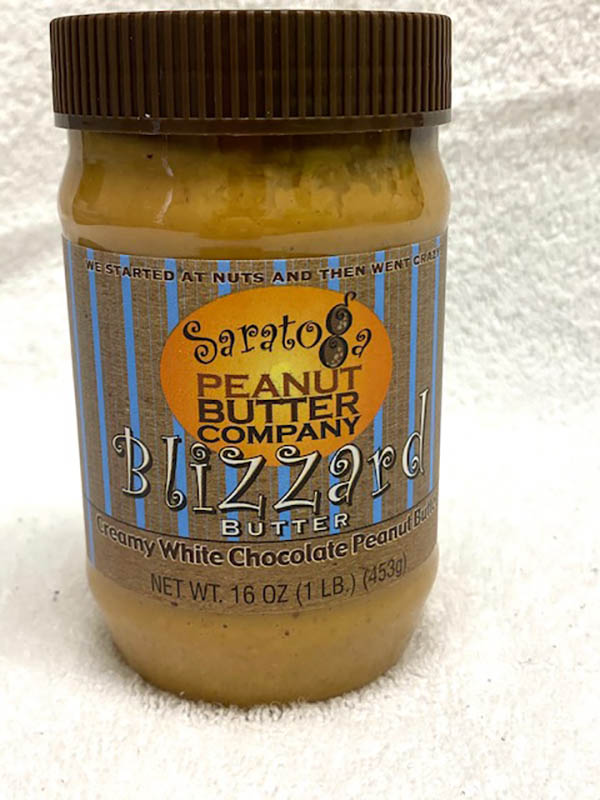 WE STARTED AT NUTS AND THEN WENT CRAZY
Saratoga
PEANUT
BUTTER
COMPANY
Blizzard
BUTTER
Creamy White Chocolate Peanut Butter
NET WT. 16 OZ (1 LB.) (453g)